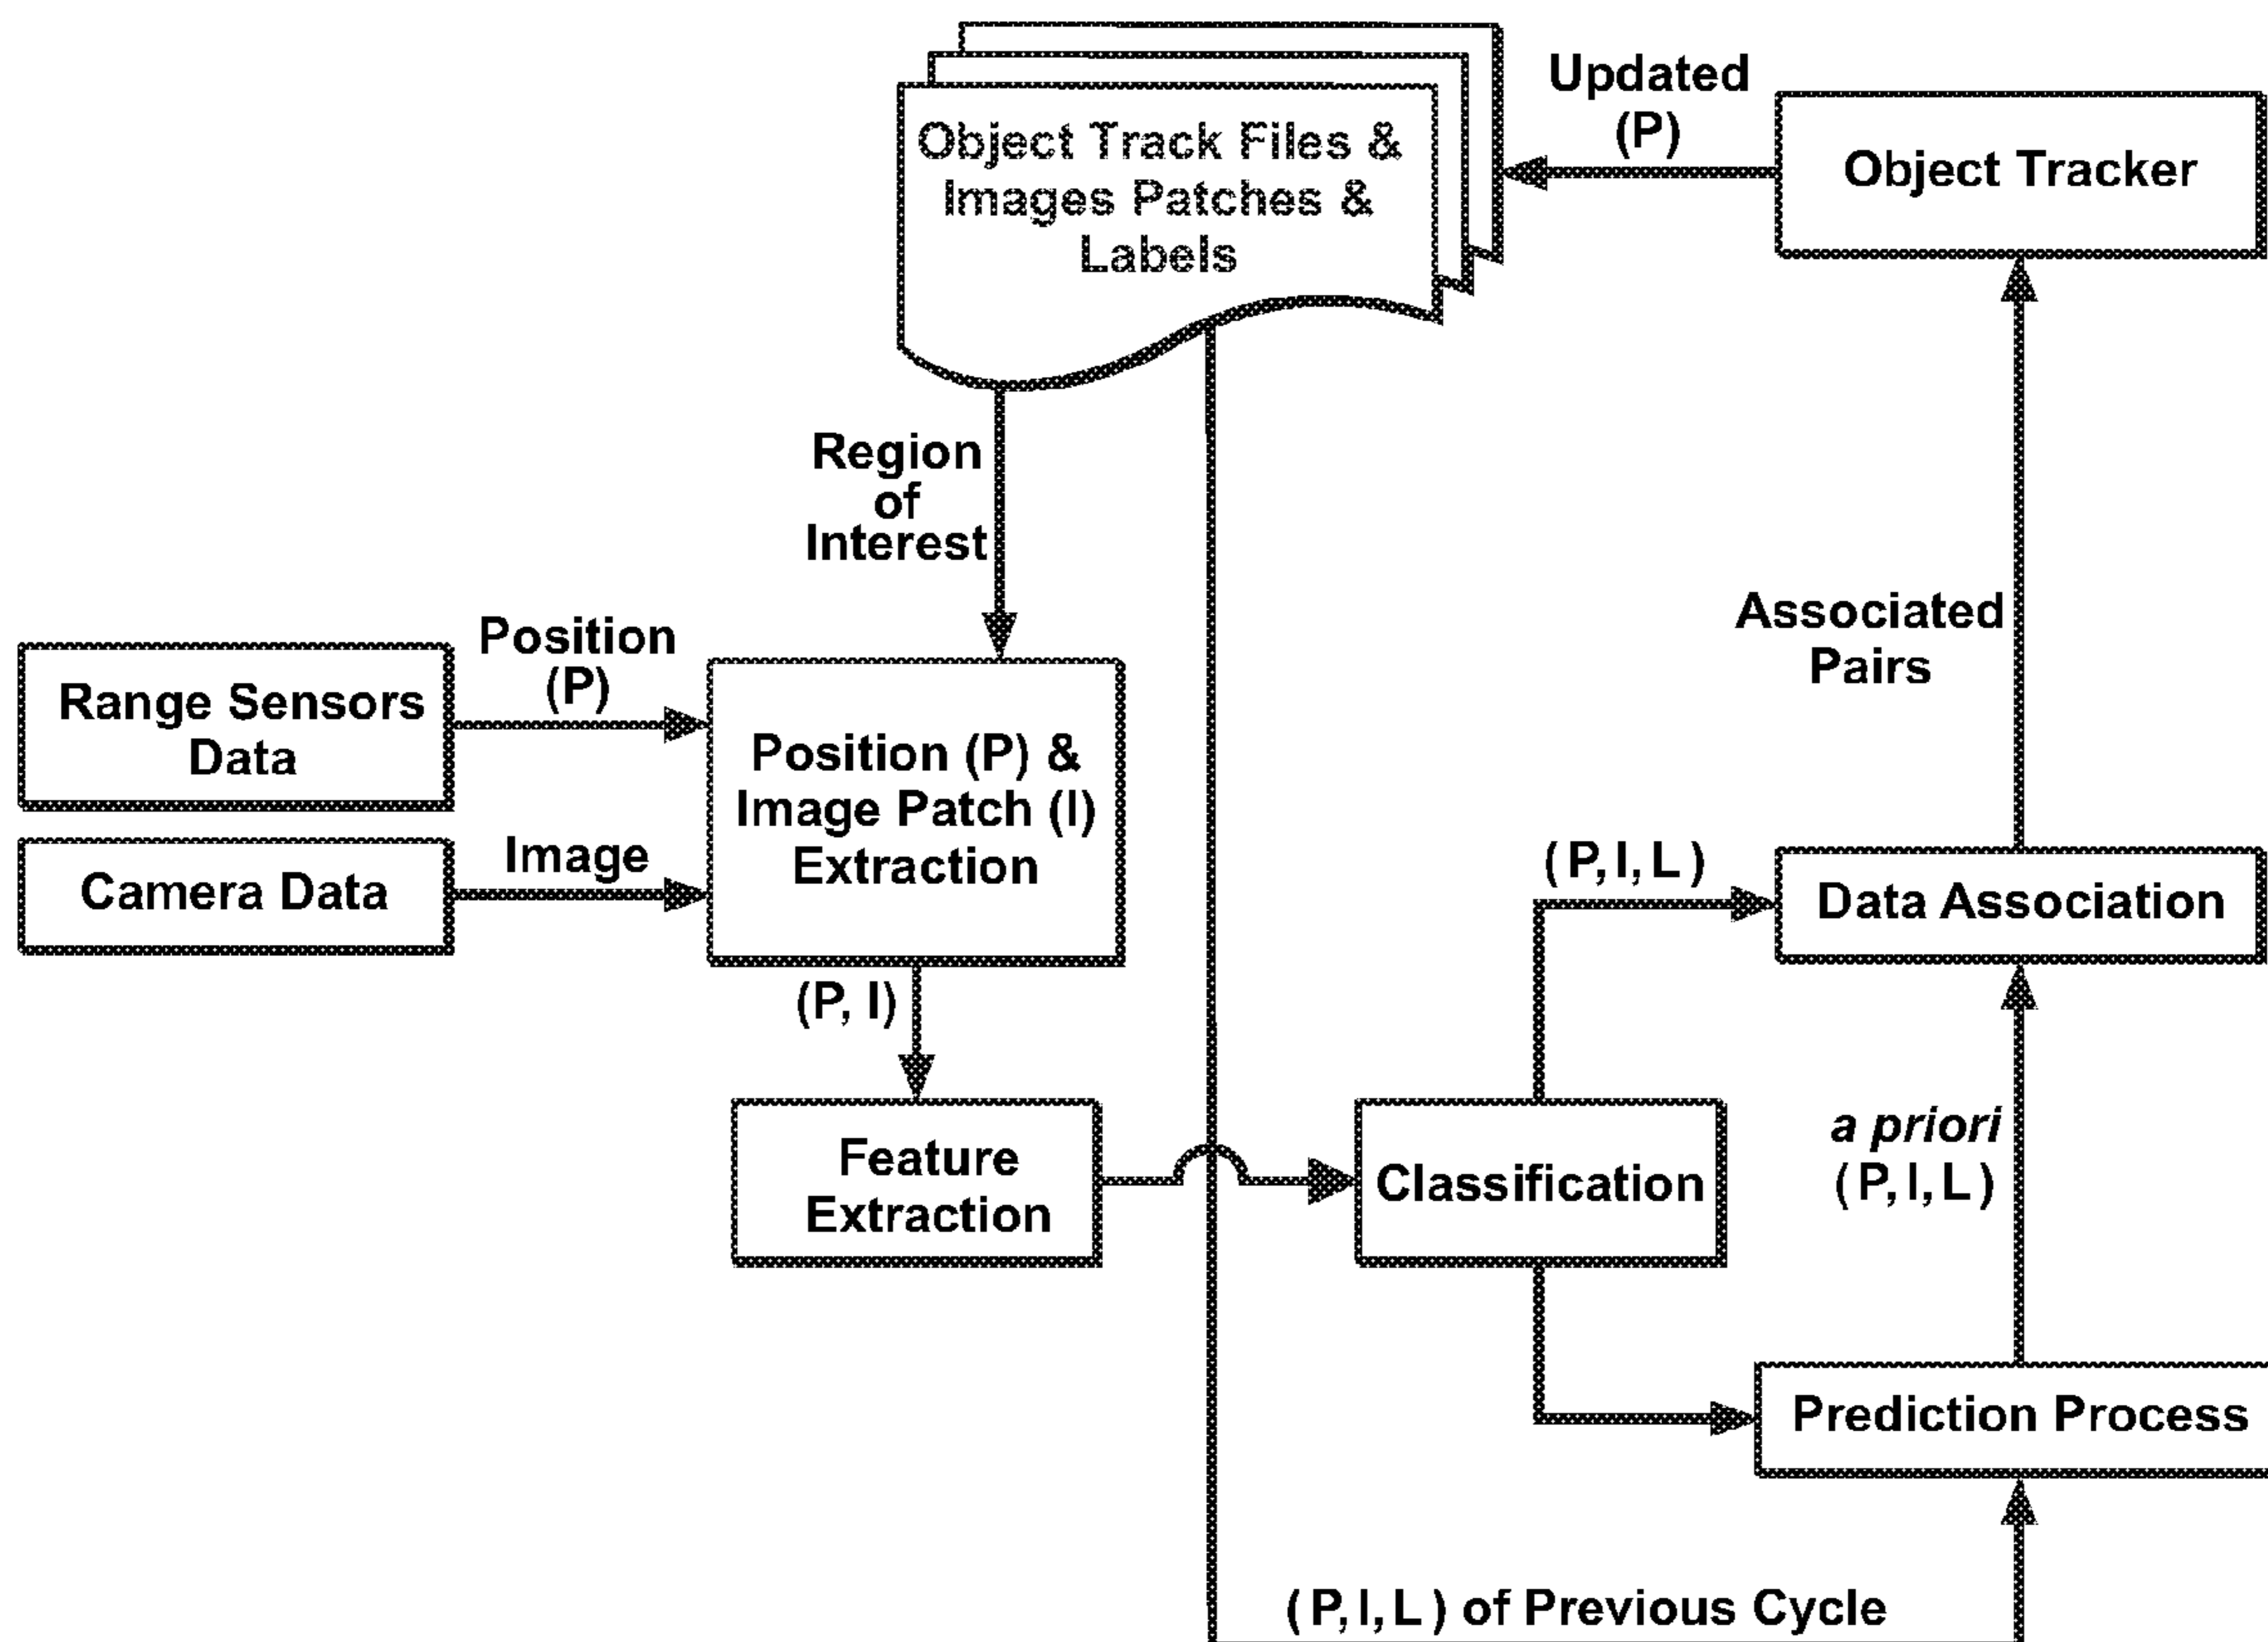 Object Track Files &
Images Patches &
Labels
Updated
(P)
Object Tracker
Region
of
Interest
Associated
Pairs
Range Sensors
Data
Position
(P)
Position (P) &
Image Patch (I)
Extraction
Camera Data
Image
(P, I)
(P, I, L)
Data Association
Feature
Extraction
Classification
a priori
(P, I, L)
Prediction Process
(P, I, L) of Previous Cycle